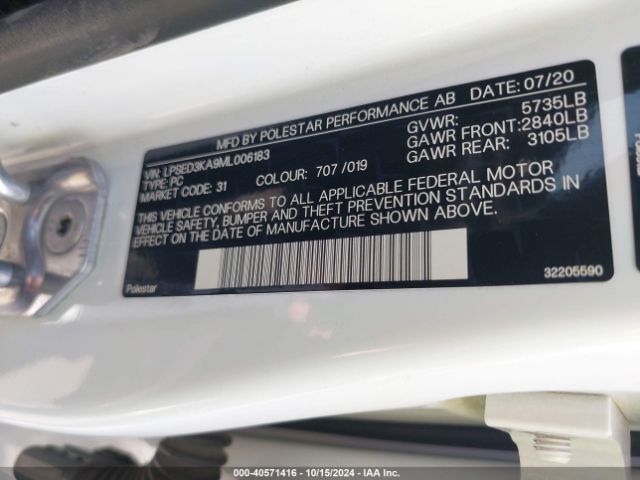 MFD BY POLESTAR PERFORMANCE AB DATE: 07/20
VIN: LPSED3KA9ML006183 GVWR: 5735LB
TYPE: PC GAWR FRONT: 2840LB
MARKET CODE: 31 COLOUR: 707 /019 GAWR REAR: 3105LB
THIS VEHICLE CONFORMS TO ALL APPLICABLE FEDERAL MOTOR
VEHICLE SAFETY, BUMPER AND THEFT PREVENTION STANDARDS IN
EFFECT ON THE DATE OF MANUFACTURE SHOWN ABOVE.
Polestar 32205590
000-40571416 - 10/15/2024 - IAA Inc.